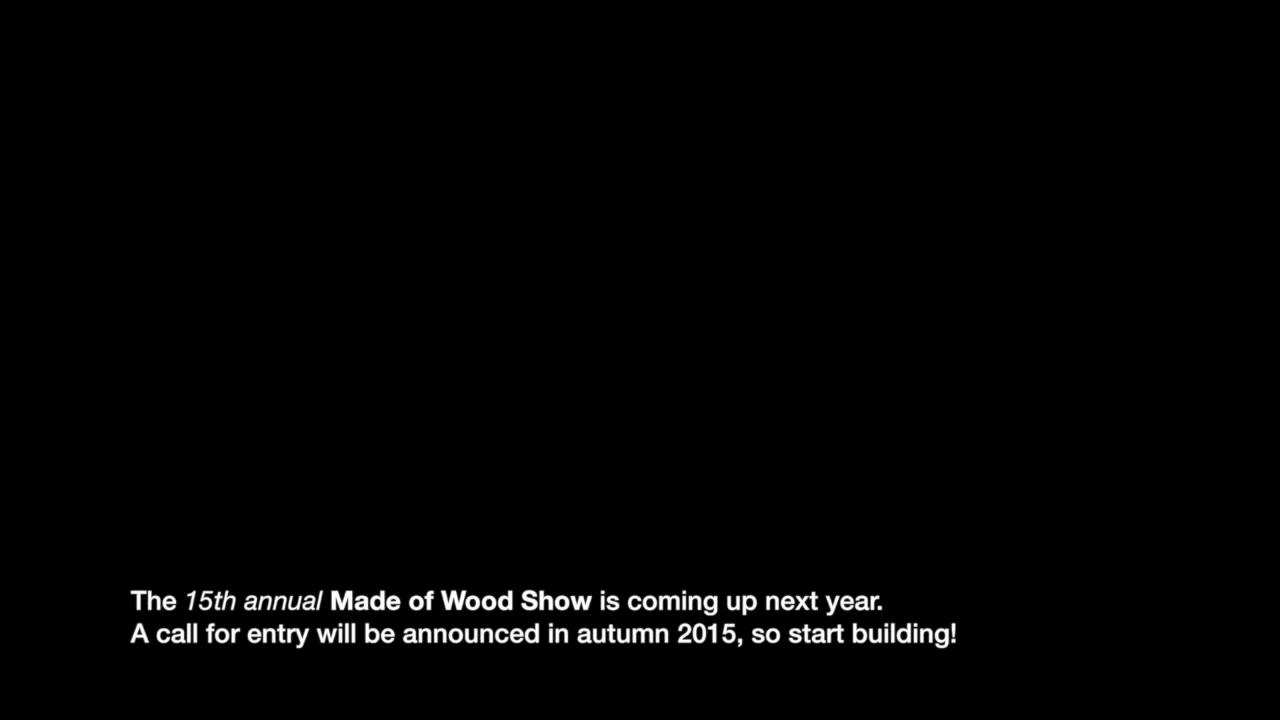 The 15th annual Made of Wood Show is coming up next year.
A call for entry will be announced in autumn 2015, so start building!